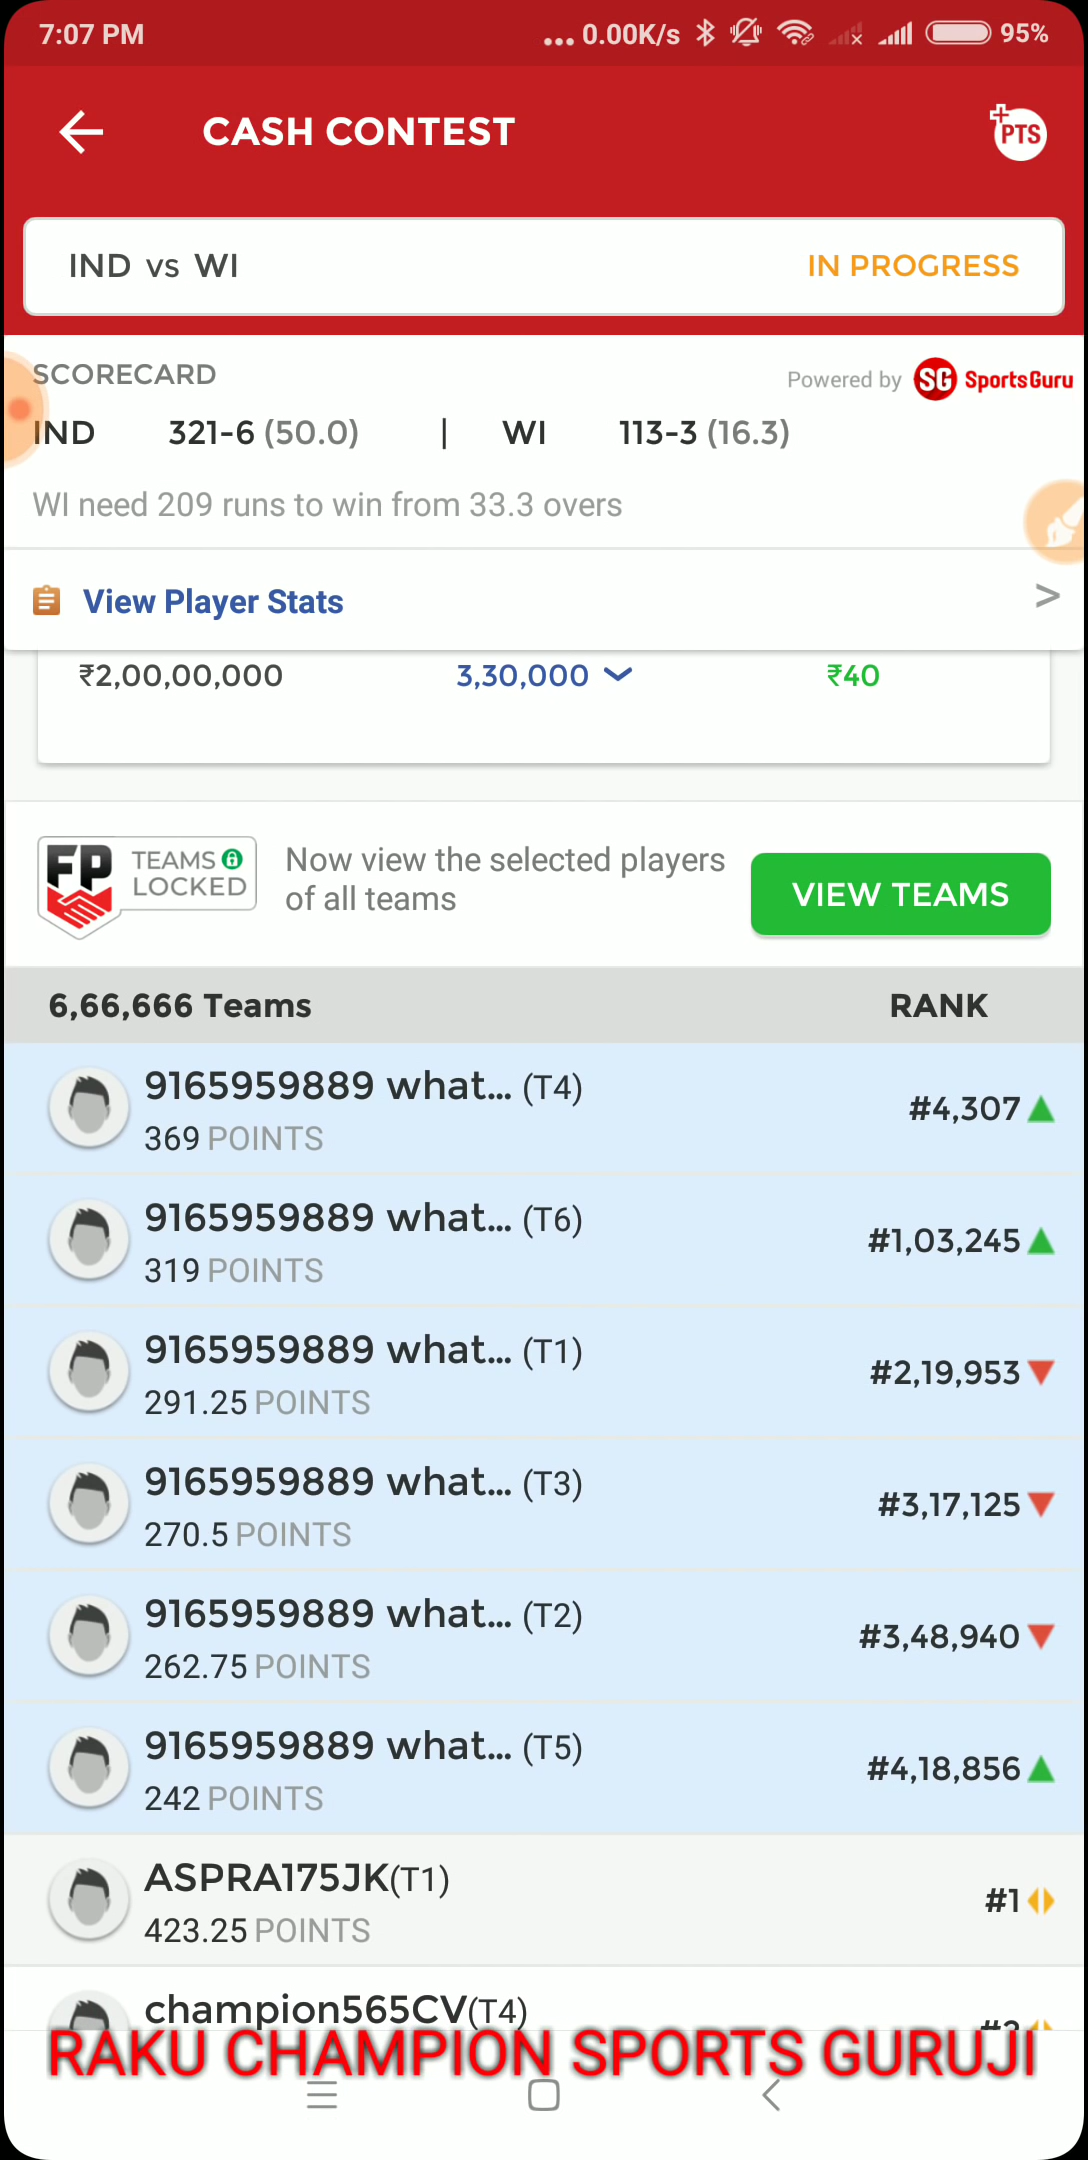 7:07 PM
... 0.00K/s 95%
CASH CONTEST
PTS
IND vs WI IN PROGRESS
SCORECARD
Powered by SG SportsGuru
IND 321-6 (50.0) | WI 113-3 (16.3)
WI need 209 runs to win from 33.3 overs
View Player Stats >
₹2,00,00,000 3,30,000 ₹40
FP TEAMS LOCKED
Now view the selected players
of all teams
VIEW TEAMS
6,66,666 Teams RANK
9165959889 what... (T4)
369 POINTS
#4,307
9165959889 what... (T6)
319 POINTS
#1,03,245
9165959889 what... (T1)
291.25 POINTS
#2,19,953
9165959889 what... (T3)
270.5 POINTS
#3,17,125
9165959889 what... (T2)
262.75 POINTS
#3,48,940
9165959889 what... (T5)
242 POINTS
#4,18,856
ASPRA175JK(T1)
423.25 POINTS
#1
champion565CV(T4)
RAKU CHAMPION SPORTS GURUJI